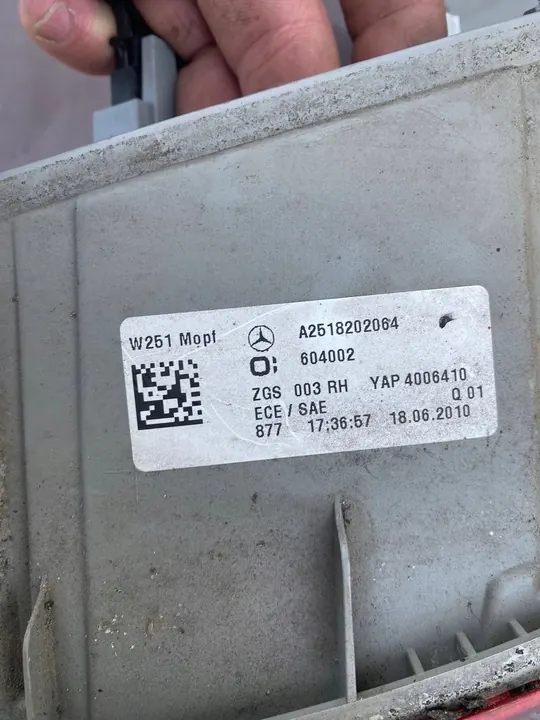 W251 Mopf A2518202064
O: 604002
ZGS 003 RH YAP 4006410
ECE / SAE Q 01
877 17:36:57 18.06.2010